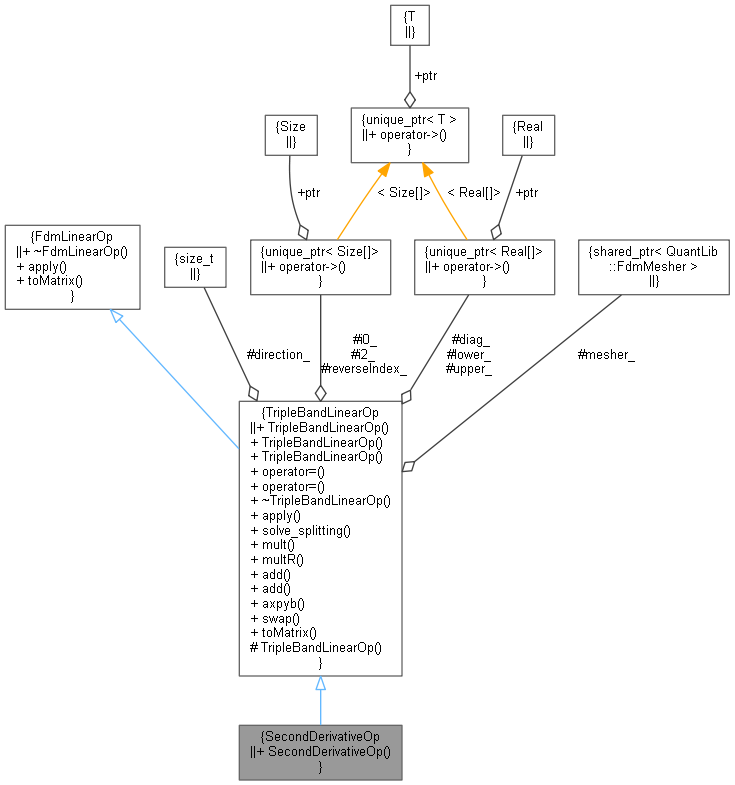 {T
||}
+ptr
{unique_ptr< T >
||+ operator->()
}
{Size
||}
{Real
||}
+ptr
< Size[]>
< Real[]>
+ptr
{FdmLinearOp
||+ ~FdmLinearOp()
+ apply()
+ toMatrix()
}
{size_t
||}
{unique_ptr< Size[]>
||+ operator->()
}
{unique_ptr< Real[]>
||+ operator->()
}
{shared_ptr< QuantLib
::FdmMesher >
||}
#direction_
#i0_
#i2_
#reverseIndex_
#diag_
#lower_
#upper_
#mesher_
{TripleBandLinearOp
||+ TripleBandLinearOp()
+ TripleBandLinearOp()
+ TripleBandLinearOp()
+ operator=()
+ operator=()
+ ~TripleBandLinearOp()
+ apply()
+ solve_splitting()
+ mult()
+ multR()
+ add()
+ add()
+ axpyb()
+ swap()
+ toMatrix()
# TripleBandLinearOp()
}
{SecondDerivativeOp
||+ SecondDerivativeOp()
}